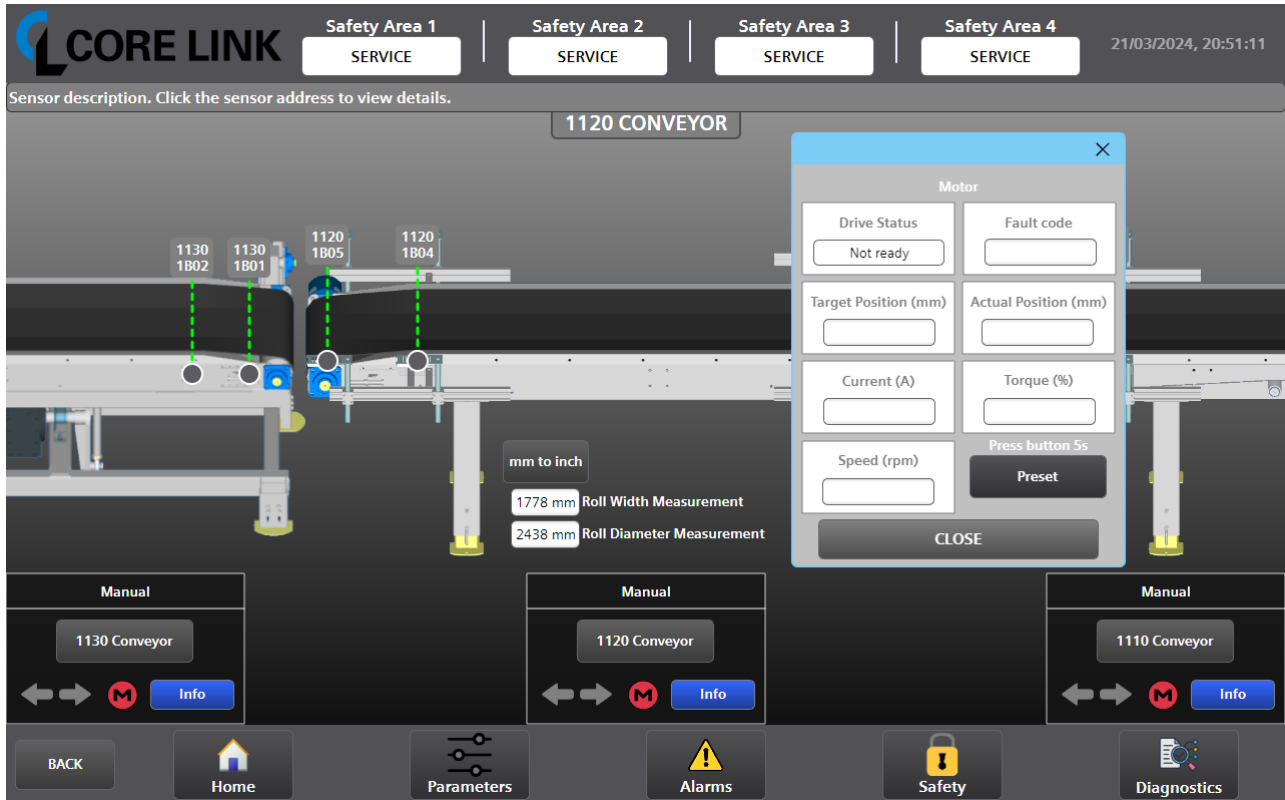 CORE LINK
Safety Area 1
SERVICE
Safety Area 2
SERVICE
Safety Area 3
SERVICE
Safety Area 4
SERVICE
21/03/2024, 20:51:11
Sensor description. Click the sensor address to view details.
1120 CONVEYOR
1130
1B02
1130
1B01
1120
1B05
1120
1B04
Motor
Drive Status
Not ready
Fault code
Target Position (mm)
Actual Position (mm)
Current (A)
Torque (%)
Speed (rpm)
Press button 5s
Preset
CLOSE
mm to inch
1778 mm Roll Width Measurement
2438 mm Roll Diameter Measurement
Manual
1130 Conveyor
M
Info
Manual
1120 Conveyor
M
Info
Manual
1110 Conveyor
M
Info
BACK
Home
Parameters
Alarms
Safety
Diagnostics